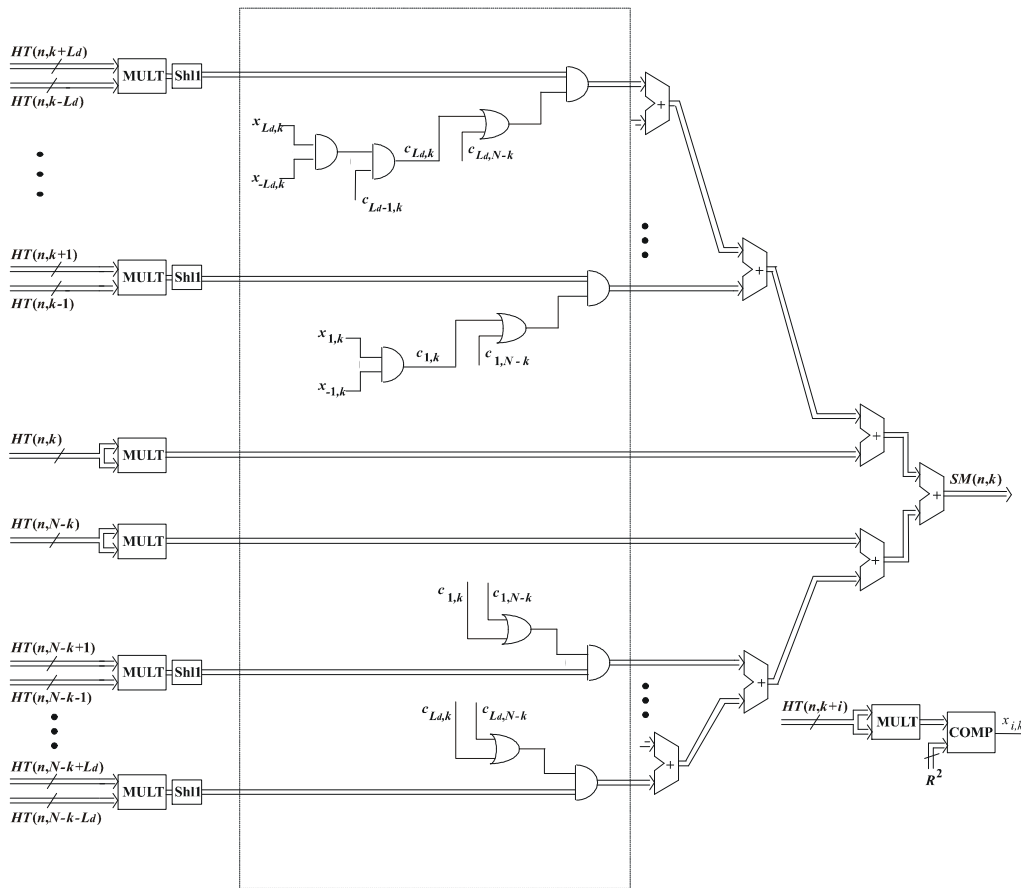 HT(n,k+Ld)
MULT
Shl1
HT(n,k-Ld)
+
xLd,k
cLd,k
cLd,N-k
x-Ld,k
cLd-1,k
HT(n,k+1)
MULT
Shl1
HT(n,k-1)
+
x1,k
c1,k
c1,N-k
x-1,k
HT(n,k)
MULT
+
SM(n,k)
+
HT(n,N-k)
MULT
+
c1,k
c1,N-k
HT(n,N-k+1)
MULT
Shl1
HT(n,N-k-1)
+
cLd,k
cLd,N-k
HT(n,k+i)
MULT
COMP
xi,k
R2
HT(n,N-k+Ld)
+
MULT
Shl1
HT(n,N-k-Ld)